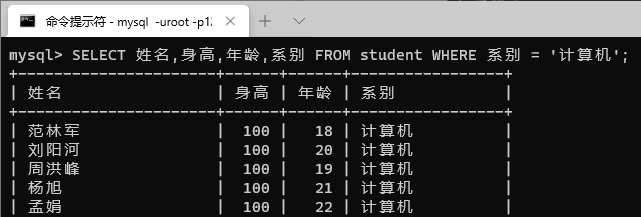 命令提示符 - mysql  -uroot -p12
mysql> SELECT 姓名,身高,年龄,系别 FROM student WHERE 系别 = '计算机';
+--------------------+------+------+----------------+
| 姓名 | 身高 | 年龄 | 系别 |
+--------------------+------+------+----------------+
| 范林军 | 100 | 18 | 计算机 |
| 刘阳河 | 100 | 20 | 计算机 |
| 周洪峰 | 100 | 19 | 计算机 |
| 杨旭 | 100 | 21 | 计算机 |
| 孟娟 | 100 | 22 | 计算机 |